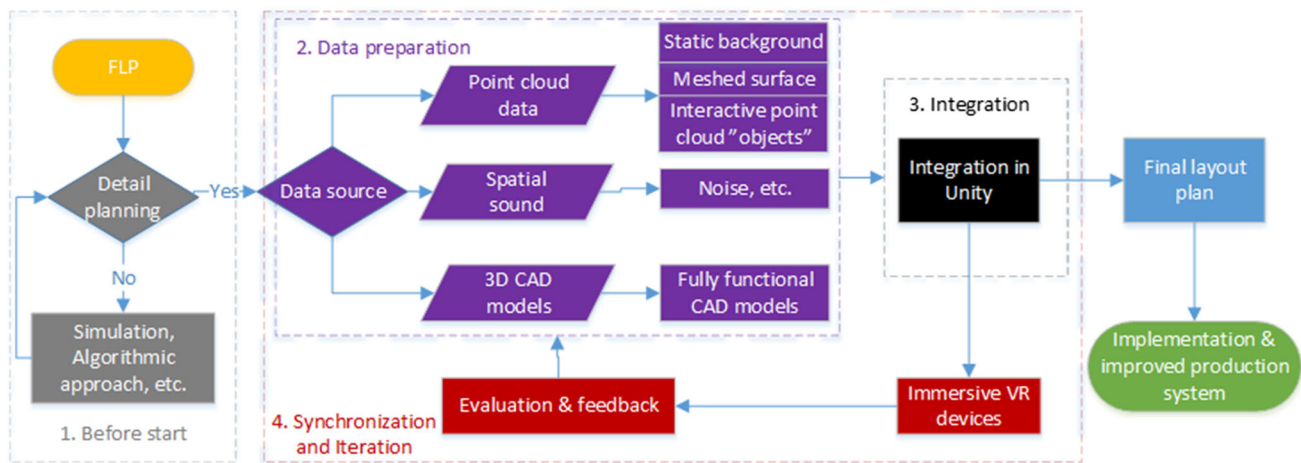 FLP
Detail
planning
Yes
No
Simulation,
Algorithmic
approach, etc.
1. Before start
2. Data preparation
Data source
Point cloud
data
Static background
Meshed surface
Interactive point
cloud ”objects”
Spatial
sound
Noise, etc.
3D CAD
models
Fully functional
CAD models
3. Integration
Integration in
Unity
Final layout
plan
Implementation &
improved production
system
Immersive VR
devices
Evaluation & feedback
4. Synchronization
and Iteration